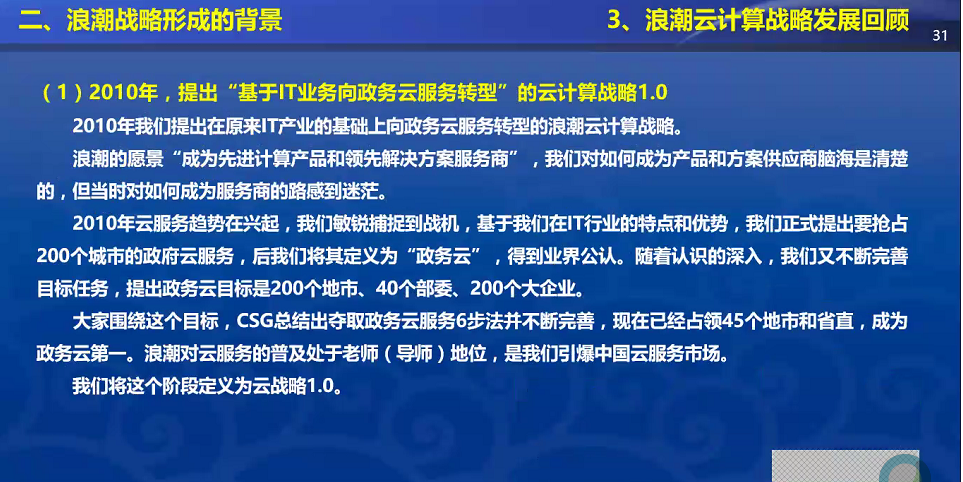 二、浪潮战略形成的背景
3、浪潮云计算战略发展回顾
31
（1）2010年，提出“基于IT业务向政务云服务转型”的云计算战略1.0
2010年我们提出在原来IT产业的基础上向政务云服务转型的浪潮云计算战略。
浪潮的愿景“成为先进计算产品和领先解决方案服务商”，我们对如何成为产品和方案供应商脑海是清楚
的，但当时对如何成为服务商的路感到迷茫。
2010年云服务趋势在兴起，我们敏锐捕捉到战机，基于我们在IT行业的特点和优势，我们正式提出要抢占
200个城市的政府云服务，后我们将其定义为“政务云”，得到业界公认。随着认识的深入，我们又不断完善
目标任务，提出政务云目标是200个地市、40个部委、200个大企业。
大家围绕这个目标，CSG总结出夺取政务云服务6步法并不断完善，现在已经占领45个地市和省直，成为
政务云第一。浪潮对云服务的普及处于老师（导师）地位，是我们引爆中国云服务市场。
我们将这个阶段定义为云战略1.0。